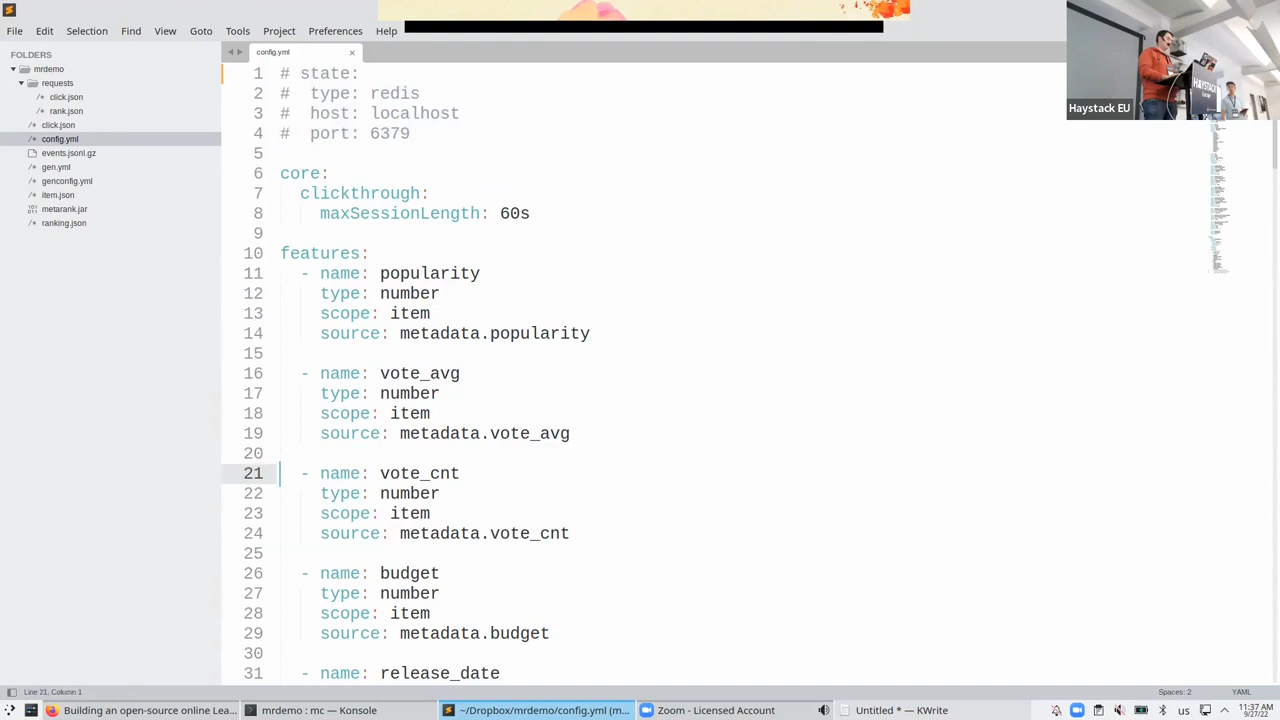 File Edit Selection Find View Goto Tools Project Preferences Help
FOLDERS
mrdemo
requests
click.json
rank.json
click.json
config.yml
events.jsonl.gz
gen.yml
genconfig.yml
item.json
metarank.jar
ranking.json
config.yml
1 # state:
2 #  type: redis
3 #  host: localhost
4 #  port: 6379
5
6 core:
7 clickthrough:
8 maxSessionLength: 60s
9
10 features:
11 - name: popularity
12 type: number
13 scope: item
14 source: metadata.popularity
15
16 - name: vote_avg
17 type: number
18 scope: item
19 source: metadata.vote_avg
20
21 - name: vote_cnt
22 type: number
23 scope: item
24 source: metadata.vote_cnt
25
26 - name: budget
27 type: number
28 scope: item
29 source: metadata.budget
30
31 - name: release_date
HAYSTACK
Haystack EU
Line 21, Column 1
Spaces: 2
YAML
Building an open-source online Lea...
mrdemo : mc — Konsole
~/Dropbox/mrdemo/config.yml (m...
Zoom - Licensed Account
Untitled * — KWrite
us
11:37 AM
9/27/22